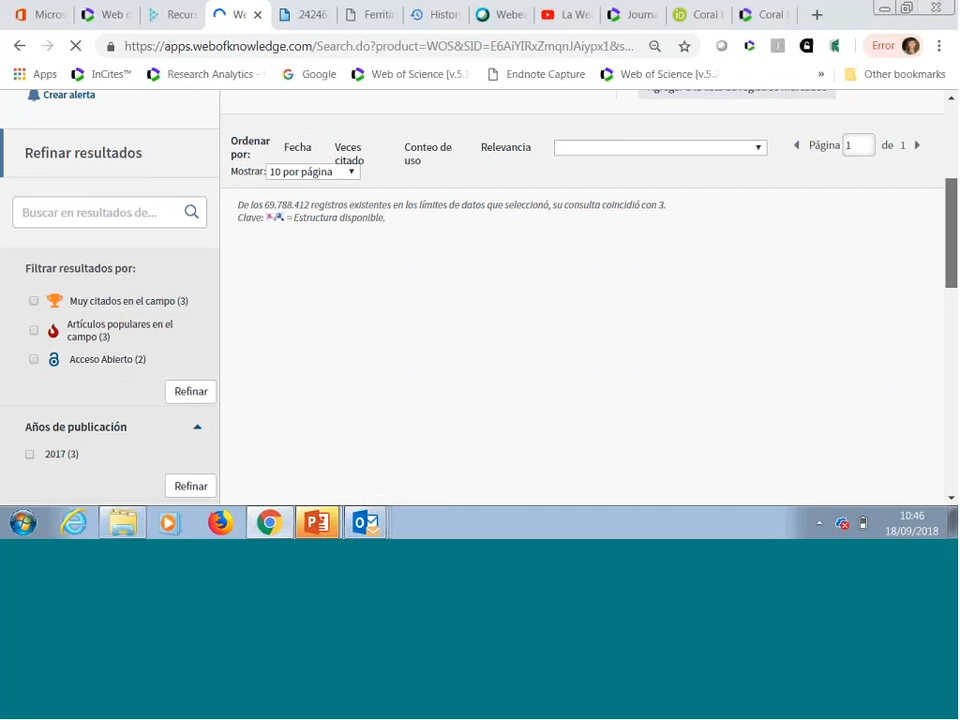 Micros
Web o
Recurs
We
24246
Ferritin
History
Webex
La We
Journa
Coral E
Coral E
https://apps.webofknowledge.com/Search.do?product=WOS&SID=E6AiYIRxZmqnJAiypx1&s...
Error
Apps
InCites™
Research Analytics -
Google
Web of Science [v.5.1
Endnote Capture
Web of Science [v.5.2
»
Other bookmarks
Crear alerta
Refinar resultados
Buscar en resultados de...
Filtrar resultados por:
Muy citados en el campo (3)
Artículos populares en el
campo (3)
Acceso Abierto (2)
Refinar
Años de publicación
2017 (3)
Refinar
Ordenar
por:
Fecha
Veces
citado
Conteo de
uso
Relevancia
Página 1 de 1
Mostrar: 10 por página
De los 69.788.412 registros existentes en los límites de datos que seleccionó, su consulta coincidió con 3.
Clave: = Estructura disponible.
10:46
18/09/2018